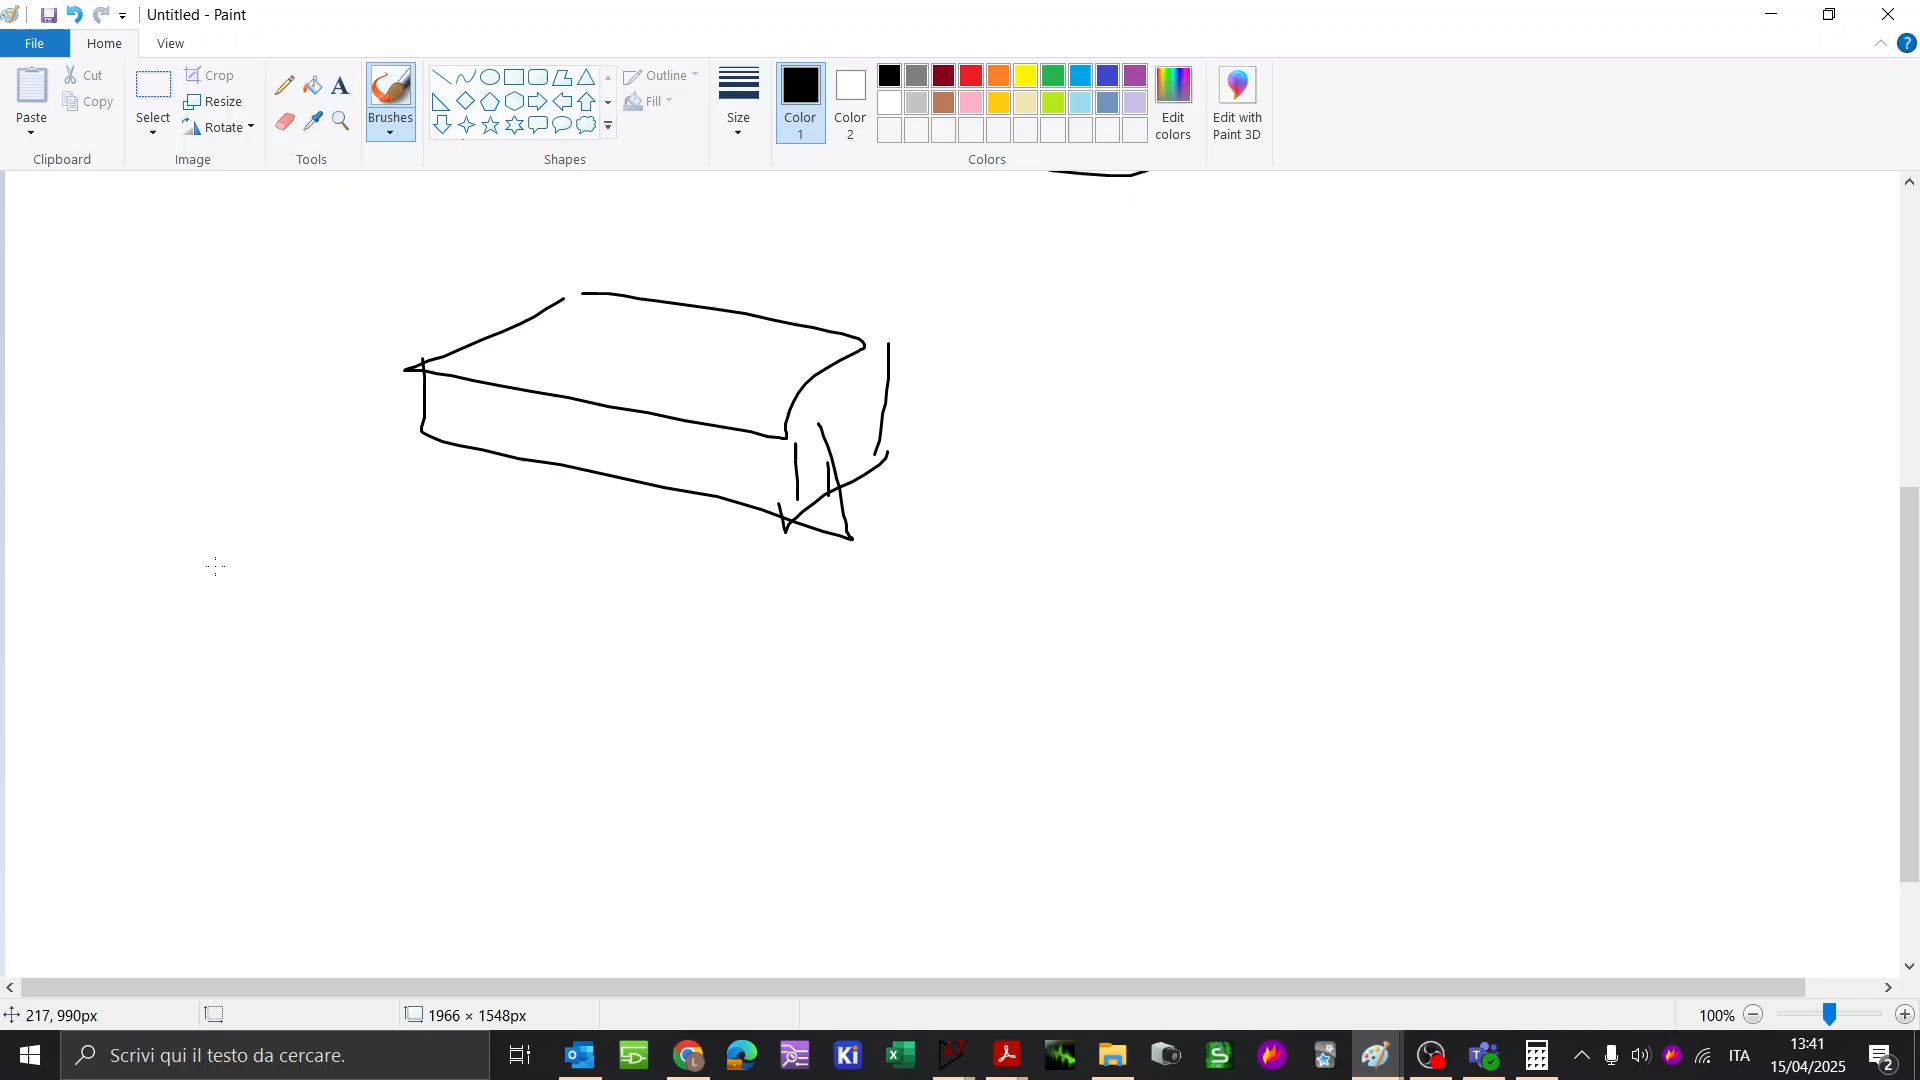 Untitled - Paint
File
Home
View
Paste
Cut
Copy
Clipboard
Select
Crop
Resize
Rotate
Image
A
Tools
Brushes
Shapes
Outline
Fill
Size
Color
1
Color
2
Colors
Edit
colors
Edit with
Paint 3D
217, 990px
1966 × 1548px
100%
Scrivi qui il testo da cercare.
Ki
ITA
13:41
15/04/2025
2